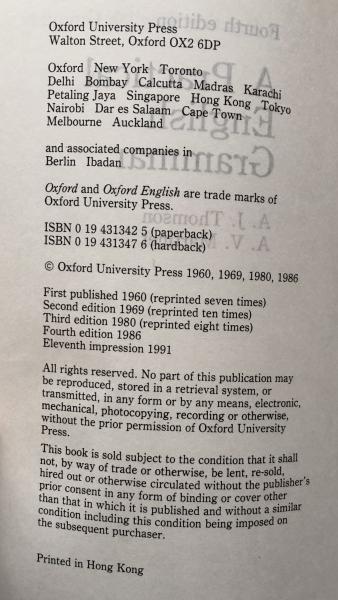 Oxford University Press
Walton Street, Oxford OX2 6DP
Oxford New York Toronto
Delhi Bombay Calcutta Madras Karachi
Petaling Jaya Singapore Hong Kong Tokyo
Nairobi Dar es Salaam Cape Town
Melbourne Auckland
and associated companies in
Berlin Ibadan
Oxford and Oxford English are trade marks of
Oxford University Press.
ISBN 0 19 431342 5 (paperback)
ISBN 0 19 431347 6 (hardback)
© Oxford University Press 1960, 1969, 1980, 1986
First published 1960 (reprinted seven times)
Second edition 1969 (reprinted ten times)
Third edition 1980 (reprinted eight times)
Fourth edition 1986
Eleventh impression 1991
All rights reserved. No part of this publication may
be reproduced, stored in a retrieval system, or
transmitted, in any form or by any means, electronic,
mechanical, photocopying, recording or otherwise,
without the prior permission of Oxford University
Press.
This book is sold subject to the condition that it shall
not, by way of trade or otherwise, be lent, re-sold,
hired out or otherwise circulated without the publisher's
prior consent in any form of binding or cover other
than that in which it is published and without a similar
condition including this condition being imposed on
the subsequent purchaser.
Printed in Hong Kong